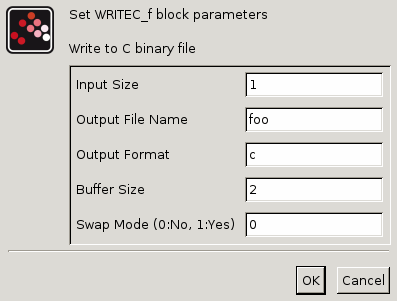 Set WRITEC_f block parameters
Write to C binary file
Input Size 1
Output File Name foo
Output Format c
Buffer Size 2
Swap Mode (0:No, 1:Yes) 0
OK Cancel